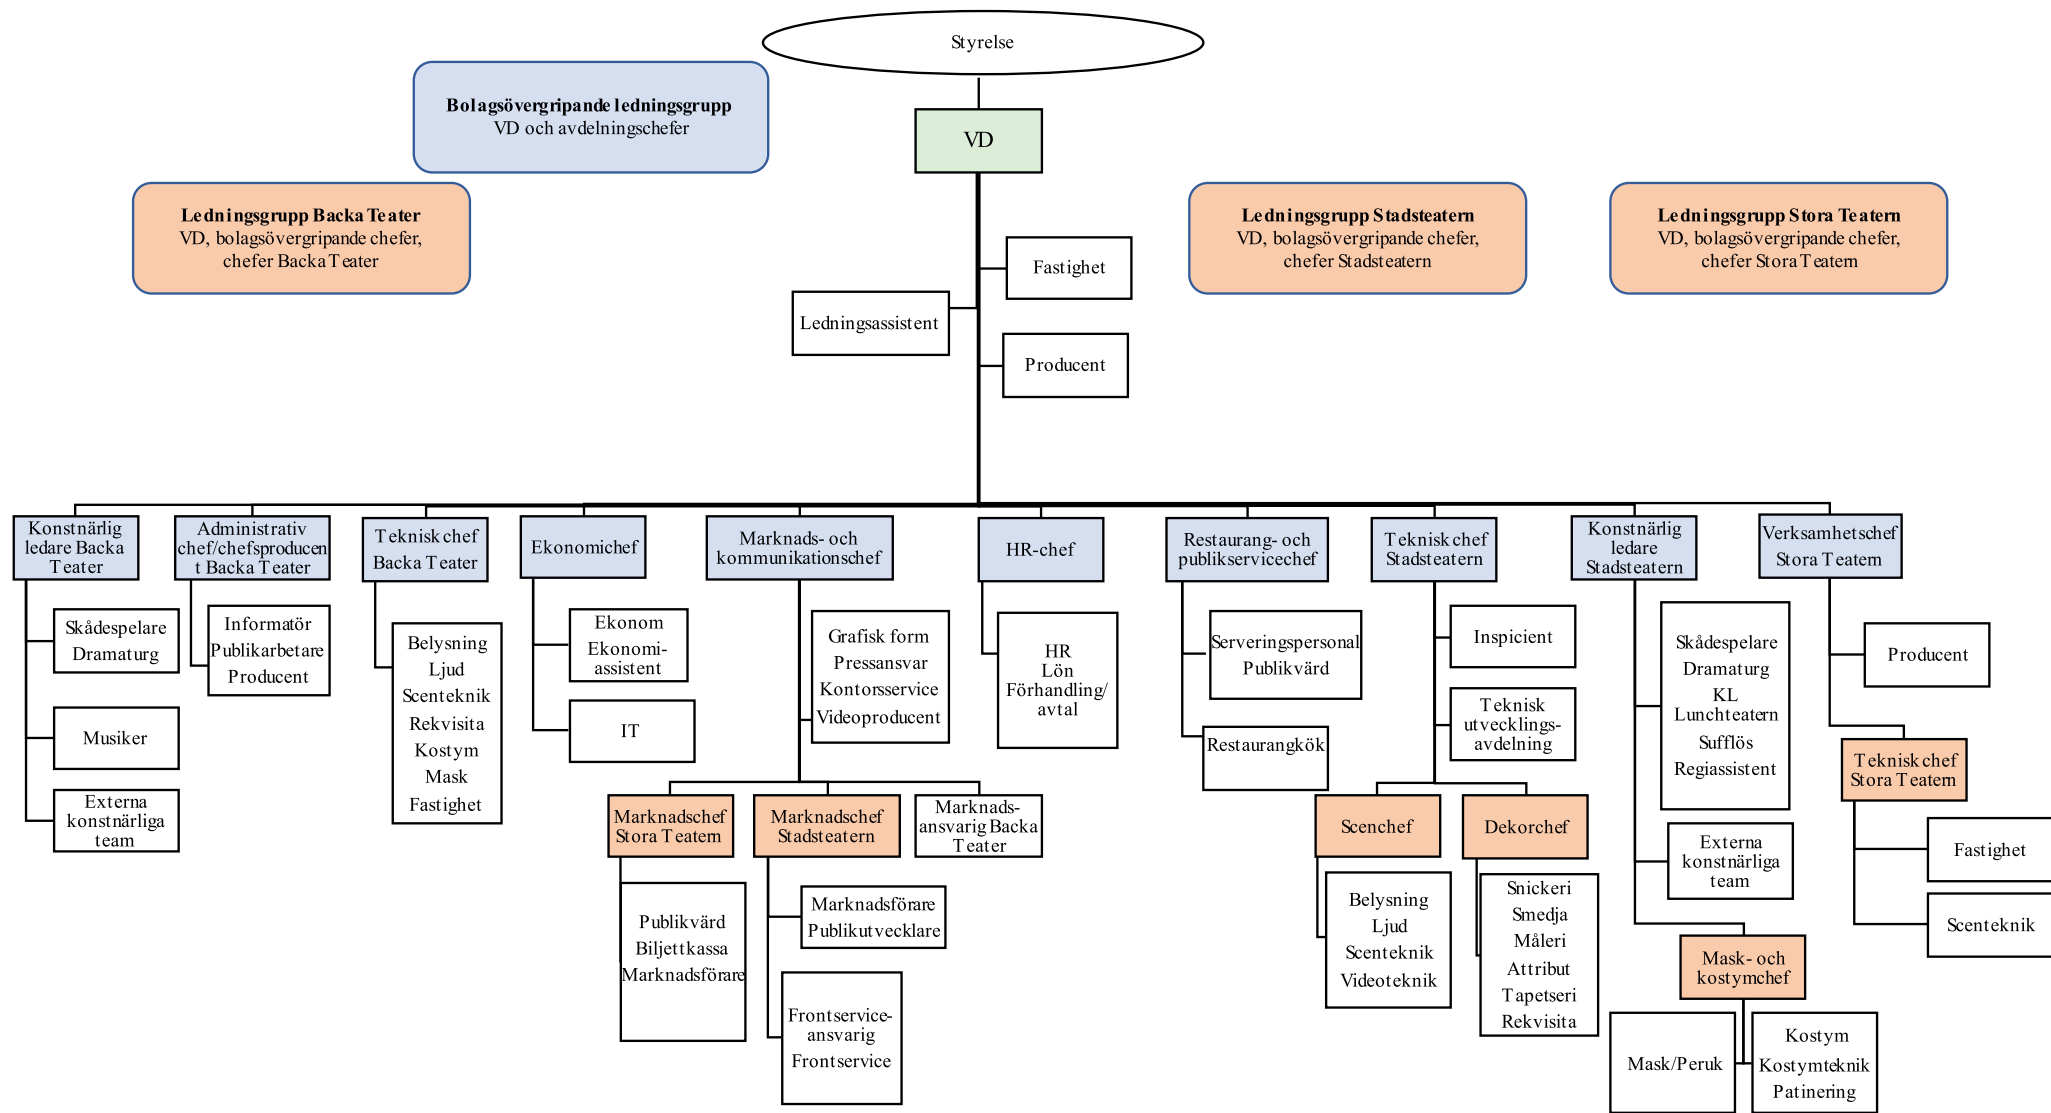 Styrelse
Bolagsövergripande ledningsgrupp
VD och avdelningschefer
VD
Ledningsgrupp Backa Teater
VD, bolagsövergripande chefer,
chefer Backa Teater
Ledningsgrupp Stadsteatern
VD, bolagsövergripande chefer,
chefer Stadsteatern
Ledningsgrupp Stora Teatern
VD, bolagsövergripande chefer,
chefer Stora Teatern
Fastighet
Ledningsassistent
Producent
Konstnärlig
ledare Backa
Teater
Administrativ
chef/chefsproducen
t Backa Teater
Teknisk chef
Backa Teater
Ekonomichef
Marknads- och
kommunikationschef
HR-chef
Restaurang- och
publikservicechef
Teknisk chef
Stadsteatern
Konstnärlig
ledare
Stadsteatern
Verksamhetschef
Stora Teatern
Skådespelare
Dramaturg
Musiker
Externa
konstnärliga
team
Informatör
Publikarbetare
Producent
Belysning
Ljud
Scenteknik
Rekvisita
Kostym
Mask
Fastighet
Ekonom
Ekonomi-
assistent
IT
Grafisk form
Pressansvar
Kontorsservice
Videoproducent
Marknadschef
Stora Teatern
Publikvärd
Biljettkassa
Marknadsförare
Marknadschef
Stadsteatern
Marknadsförare
Publikutvecklare
Frontservice-
ansvarig
Frontservice
Marknads-
ansvarig Backa
Teater
HR
Lön
Förhandling/
avtal
Serveringspersonal
Publikvärd
Restaurangkök
Inspicient
Teknisk
utvecklings-
avdelning
Scenchef
Belysning
Ljud
Scenteknik
Videoteknik
Dekorchef
Snickeri
Smedja
Måleri
Attribut
Tapetseri
Rekvisita
Skådespelare
Dramaturg
KL
Lunchteatern
Sufflös
Regiassistent
Externa
konstnärliga
team
Mask- och
kostymchef
Mask/Peruk
Kostym
Kostymteknik
Patinering
Producent
Teknisk chef
Stora Teatern
Fastighet
Scenteknik